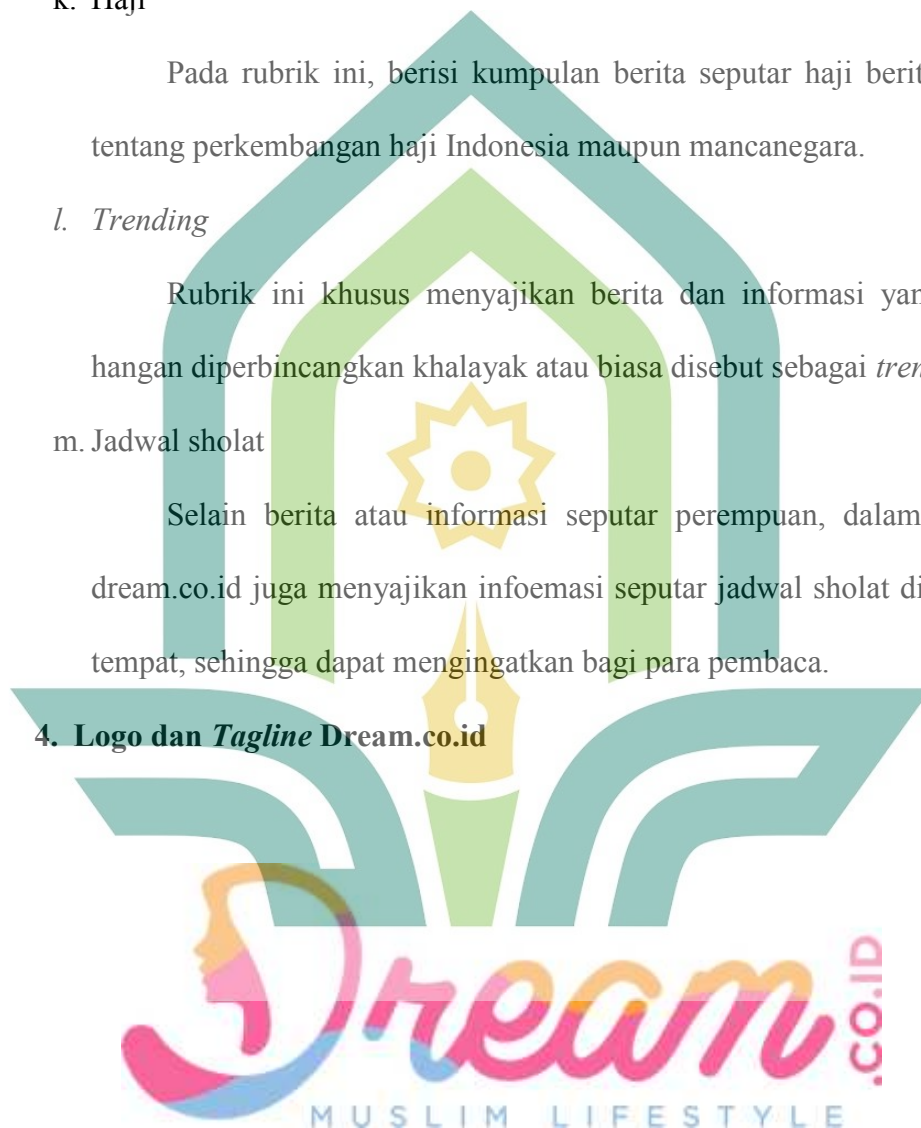 k. Haji
Pada rubrik ini, berisi kumpulan berita seputar haji berit
tentang perkembangan haji Indonesia maupun mancanegara.
l. Trending
Rubrik ini khusus menyajikan berita dan informasi yan
hangan diperbincangkan khalayak atau biasa disebut sebagai tren
m. Jadwal sholat
Selain berita atau informasi seputar perempuan, dalam
dream.co.id juga menyajikan infoemasi seputar jadwal sholat di
tempat, sehingga dapat mengingatkan bagi para pembaca.
4. Logo dan Tagline Dream.co.id
Dream.CO.ID
MUSLIM LIFESTYLE